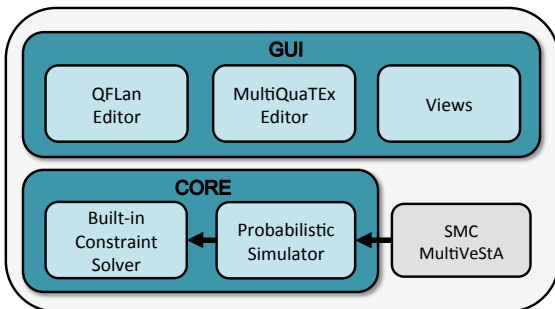 GUI
QFLan
Editor
MultiQuaTEx
Editor
Views
CORE
Built-in
Constraint
Solver
Probabilistic
Simulator
SMC
MultiVeStA